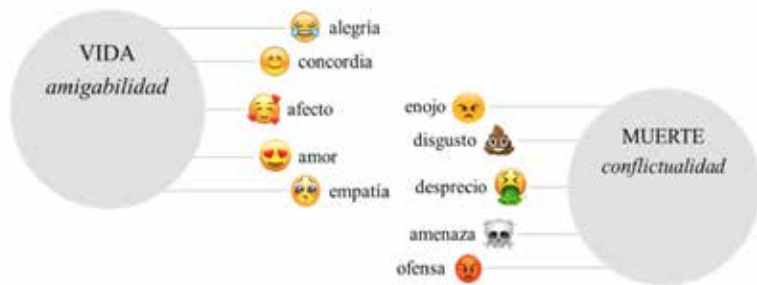 VIDA
amigabilidad
alegría
concordia
afecto
amor
empatía
enojo
disgusto
desprecio
amenaza
ofensa
MUERTE
conflictualidad